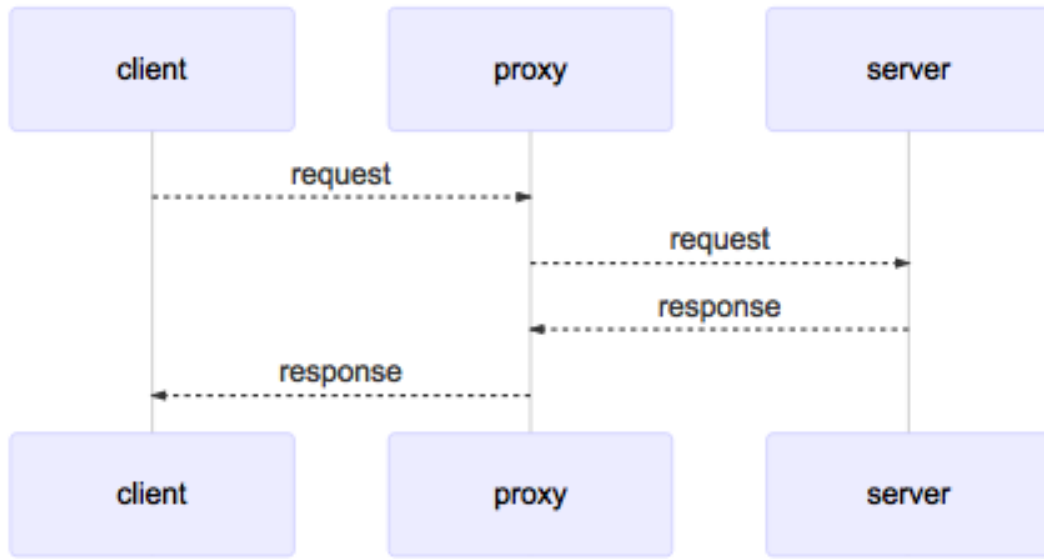 client proxy server
request
request
response
response
client proxy server